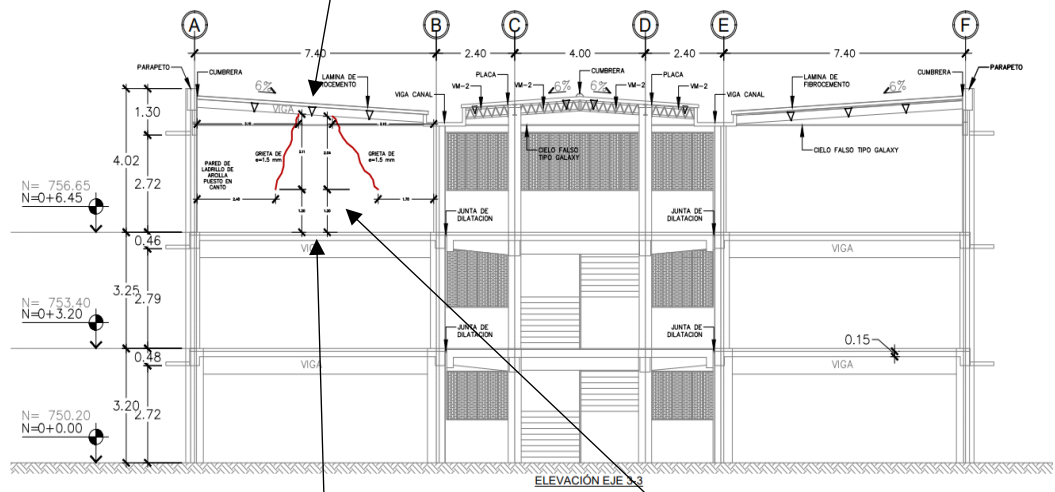 A
B
C
D
E
F
7.40
2.40
4.00
2.40
7.40
PARAPETO
CUMBRERA
6%
LAMINA DE
ROCEMENTO
VIGA CANAL
VM-2
PLACA
VM-2
6%
CUMBRERA
6%
VM-2
PLACA
VM-2
VIGA CANAL
LAMINA DE
FIBROCEMENTO
6%
CUMBRERA
PARAPETO
1.30
VIGA
4.02
2.72
GRIETA DE
e=1.5 mm
GRIETA DE
e=1.5 mm
PARED DE
LADRILLO DE
ARCILLA
PUESTO EN
CANTO
CIELO FALSO
TIPO GALAXY
CIELO FALSO TIPO GALAXY
N= 756.65
N=0+6.45
JUNTA DE
DILATACION
JUNTA DE
DILATACION
0.46
VIGA
VIGA
3.25
2.79
N= 753.40
N=0+3.20
JUNTA DE
DILATACION
JUNTA DE
DILATACION
0.15
0.48
VIGA
VIGA
3.20
2.72
N= 750.20
N=0+0.00
ELEVACIÓN EJE 3-3